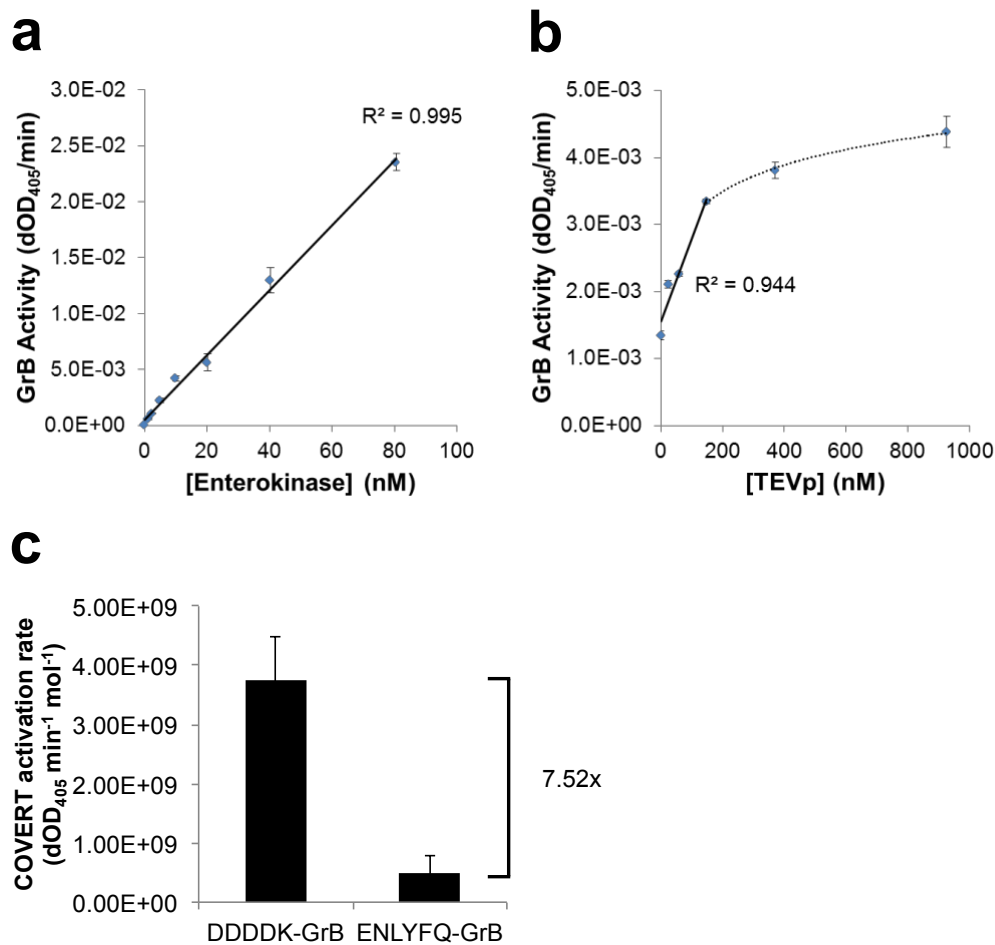 a
3.0E-02
2.5E-02
2.0E-02
1.5E-02
1.0E-02
5.0E-03
0.0E+00
GrB Activity (dOD405/min)
R² = 0.995
0 20 40 60 80 100
[Enterokinase] (nM)
b
5.0E-03
4.0E-03
3.0E-03
2.0E-03
1.0E-03
0.0E+00
GrB Activity (dOD405/min)
R² = 0.944
0 200 400 600 800 1000
[TEVp] (nM)
c
5.00E+09
4.00E+09
3.00E+09
2.00E+09
1.00E+09
0.00E+00
COVERT activation rate
(dOD405 min-1 mol-1)
7.52x
DDDDK-GrB ENLYFQ-GrB